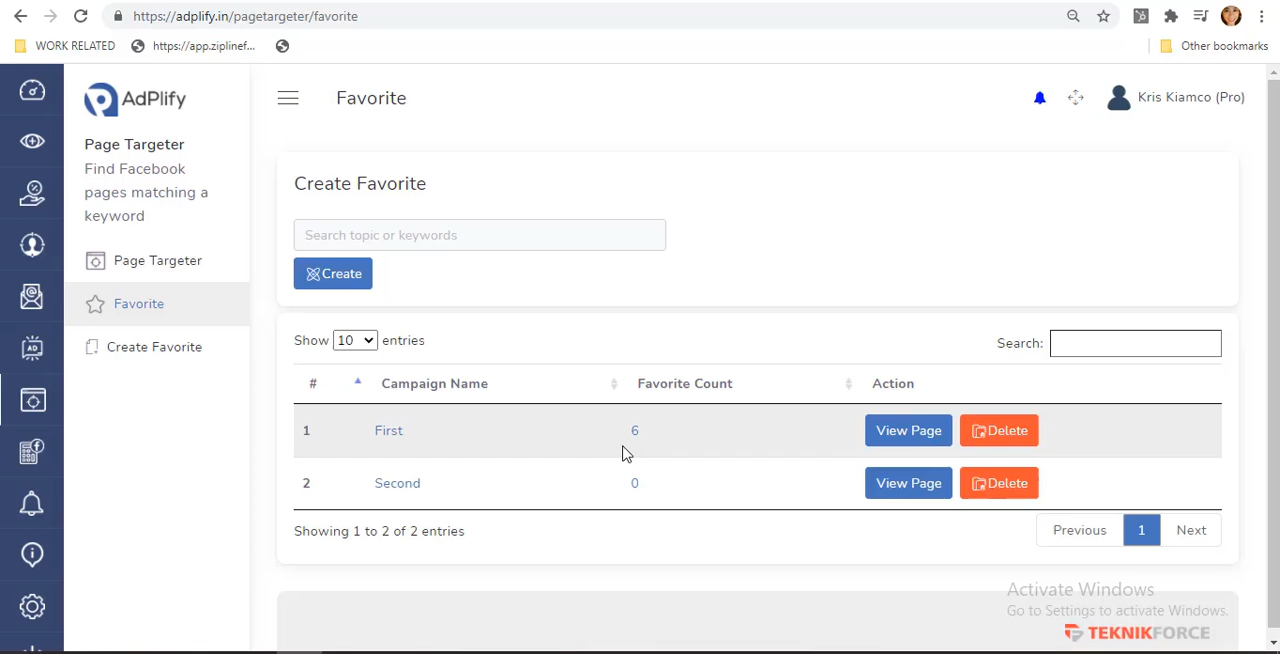 https://adplify.in/pagetargeter/favorite
WORK RELATED
https://app.ziplinef...
Other bookmarks
AdPlify
Page Targeter
Find Facebook
pages matching a
keyword
Page Targeter
Favorite
Create Favorite
Favorite
Kris Kiamco (Pro)
Create Favorite
Search topic or keywords
Create
Show 10 entries
Search:
# Campaign Name Favorite Count Action
1 First 6 View Page Delete
2 Second 0 View Page Delete
Showing 1 to 2 of 2 entries
Previous 1 Next
Activate Windows
Go to Settings to activate Windows.
TEKNIKFORCE
AD